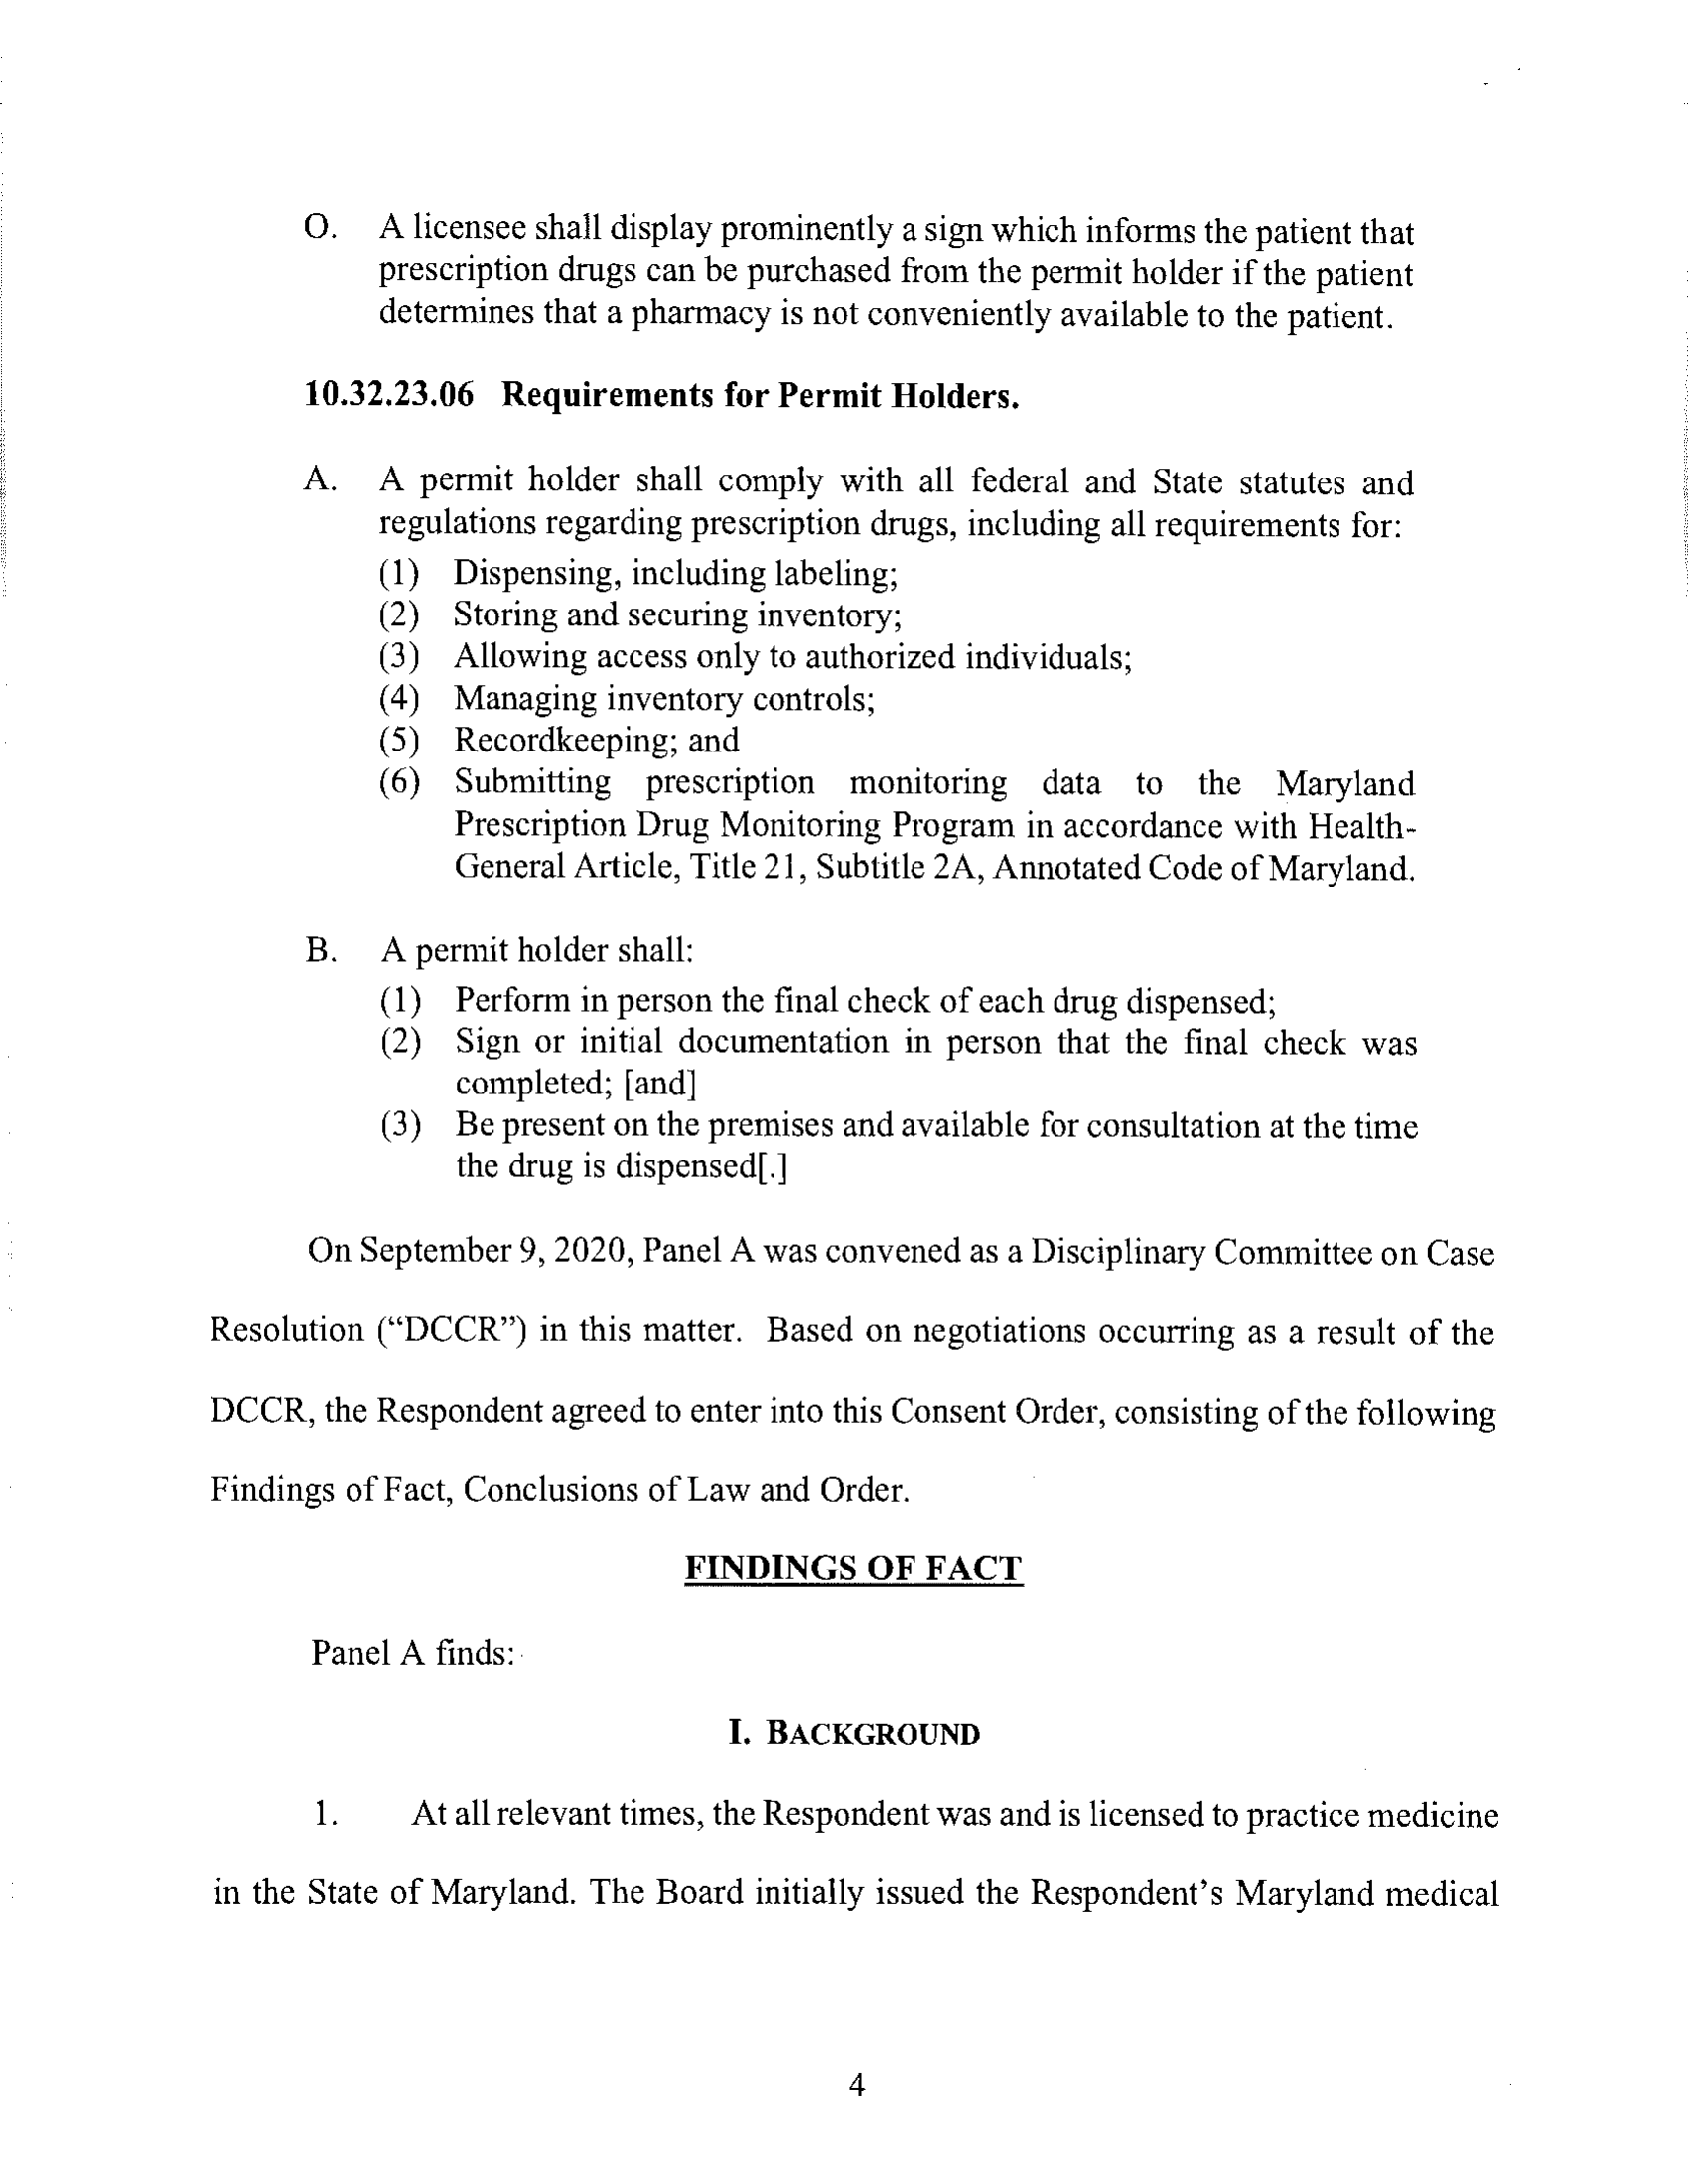 O. A licensee shall display prominently a sign which informs the patient that
prescription drugs can be purchased from the permit holder if the patient
determines that a pharmacy is not conveniently available to the patient.
10.32.23.06 Requirements for Permit Holders.
A. A permit holder shall comply with all federal and State statutes and
regulations regarding prescription drugs, including all requirements for:
(1) Dispensing, including labeling;
(2) Storing and securing inventory;
(3) Allowing access only to authorized individuals;
(4) Managing inventory controls;
(5) Recordkeeping; and
(6) Submitting prescription monitoring data to the Maryland
Prescription Drug Monitoring Program in accordance with Health-
General Article, Title 21, Subtitle 2A, Annotated Code of Maryland.
B. A permit holder shall:
(1) Perform in person the final check of each drug dispensed;
(2) Sign or initial documentation in person that the final check was
completed; [and]
(3) Be present on the premises and available for consultation at the time
the drug is dispensed[.]
On September 9, 2020, Panel A was convened as a Disciplinary Committee on Case
Resolution (“DCCR”) in this matter. Based on negotiations occurring as a result of the
DCCR, the Respondent agreed to enter into this Consent Order, consisting of the following
Findings of Fact, Conclusions of Law and Order.
FINDINGS OF FACT
Panel A finds:
I. BACKGROUND
1. At all relevant times, the Respondent was and is licensed to practice medicine
in the State of Maryland. The Board initially issued the Respondent’s Maryland medical
4